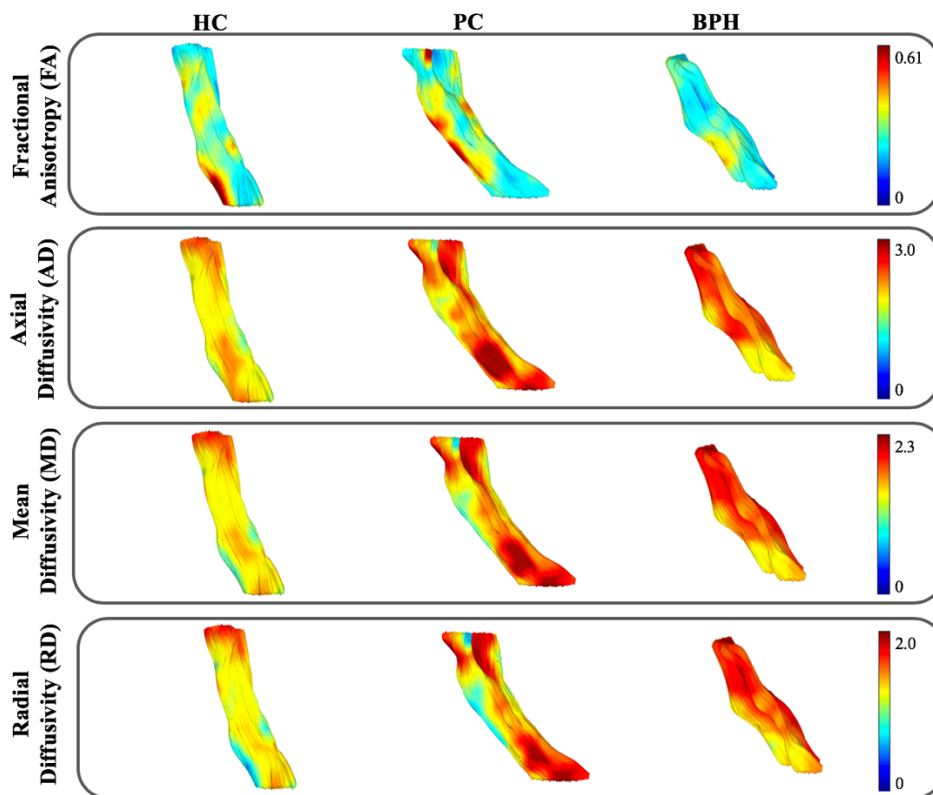 HC PC BPH
Fractional
Anisotropy (FA)
0.61
0
Axial
Diffusivity (AD)
3.0
0
Mean
Diffusivity (MD)
2.3
0
Radial
Diffusivity (RD)
2.0
0